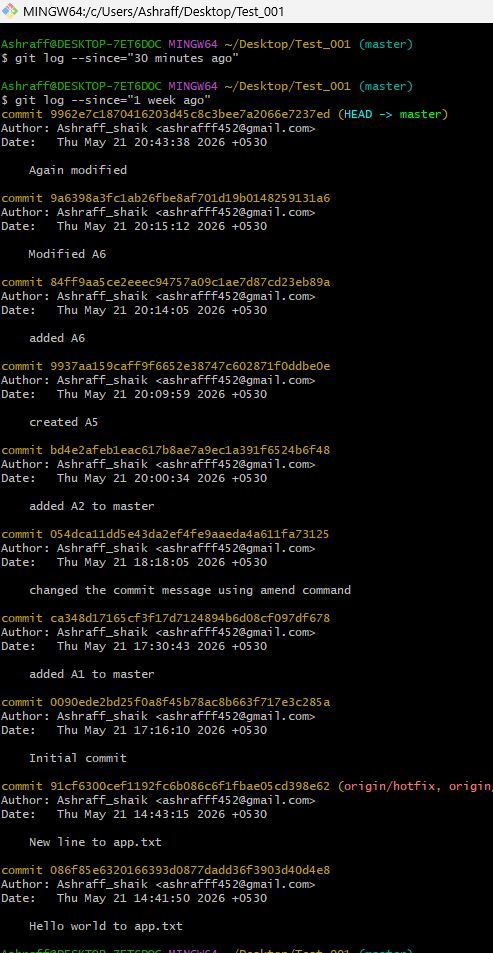 MINGW64:/c/Users/Ashraff/Desktop/Test_001
Ashraff@DESKTOP-7ET6DOC MINGW64 ~/Desktop/Test_001 (master)
$ git log --since="30 minutes ago"
Ashraff@DESKTOP-7ET6DOC MINGW64 ~/Desktop/Test_001 (master)
$ git log --since="1 week ago"
commit 9962e7c1870416203d45c8c3bee7a2066e7237ed (HEAD -> master)
Author: Ashraff_shaik <ashrafff452@gmail.com>
Date:   Thu May 21 20:43:38 2026 +0530
Again modified
commit 9a6398a3fc1ab26fbe8af701d19b0148259131a6
Author: Ashraff_shaik <ashrafff452@gmail.com>
Date:   Thu May 21 20:15:12 2026 +0530
Modified A6
commit 84ff9aa5ce2eeec94757a09c1ae7d87cd23eb89a
Author: Ashraff_shaik <ashrafff452@gmail.com>
Date:   Thu May 21 20:14:05 2026 +0530
added A6
commit 9937aa159caff9f6652e38747c602871f0ddbe0e
Author: Ashraff_shaik <ashrafff452@gmail.com>
Date:   Thu May 21 20:09:59 2026 +0530
created A5
commit bd4e2afeb1eac617b8ae7a9ec1a391f6524b6f48
Author: Ashraff_shaik <ashrafff452@gmail.com>
Date:   Thu May 21 20:00:34 2026 +0530
added A2 to master
commit 054dca11dd5e43da2ef4fe9aaeda4a611fa73125
Author: Ashraff_shaik <ashrafff452@gmail.com>
Date:   Thu May 21 18:18:05 2026 +0530
changed the commit message using amend command
commit ca348d17165cf3f17d7124894b6d08cf097df678
Author: Ashraff_shaik <ashrafff452@gmail.com>
Date:   Thu May 21 17:30:43 2026 +0530
added A1 to master
commit 0090ede2bd25f0a8f45b78ac8b663f717e3c285a
Author: Ashraff_shaik <ashrafff452@gmail.com>
Date:   Thu May 21 17:16:10 2026 +0530
Initial commit
commit 91cf6300cef1192fc6b086c6f1fbae05cd398e62 (origin/hotfix, origin/
Author: Ashraff_shaik <ashrafff452@gmail.com>
Date:   Thu May 21 14:43:15 2026 +0530
New line to app.txt
commit 086f85e6320166393d0877dadd36f3903d40d4e8
Author: Ashraff_shaik <ashrafff452@gmail.com>
Date:   Thu May 21 14:41:50 2026 +0530
Hello world to app.txt
Ashraff@DESKTOP-7ET6DOC MINGW64 ~/Desktop/Test_001 (master)